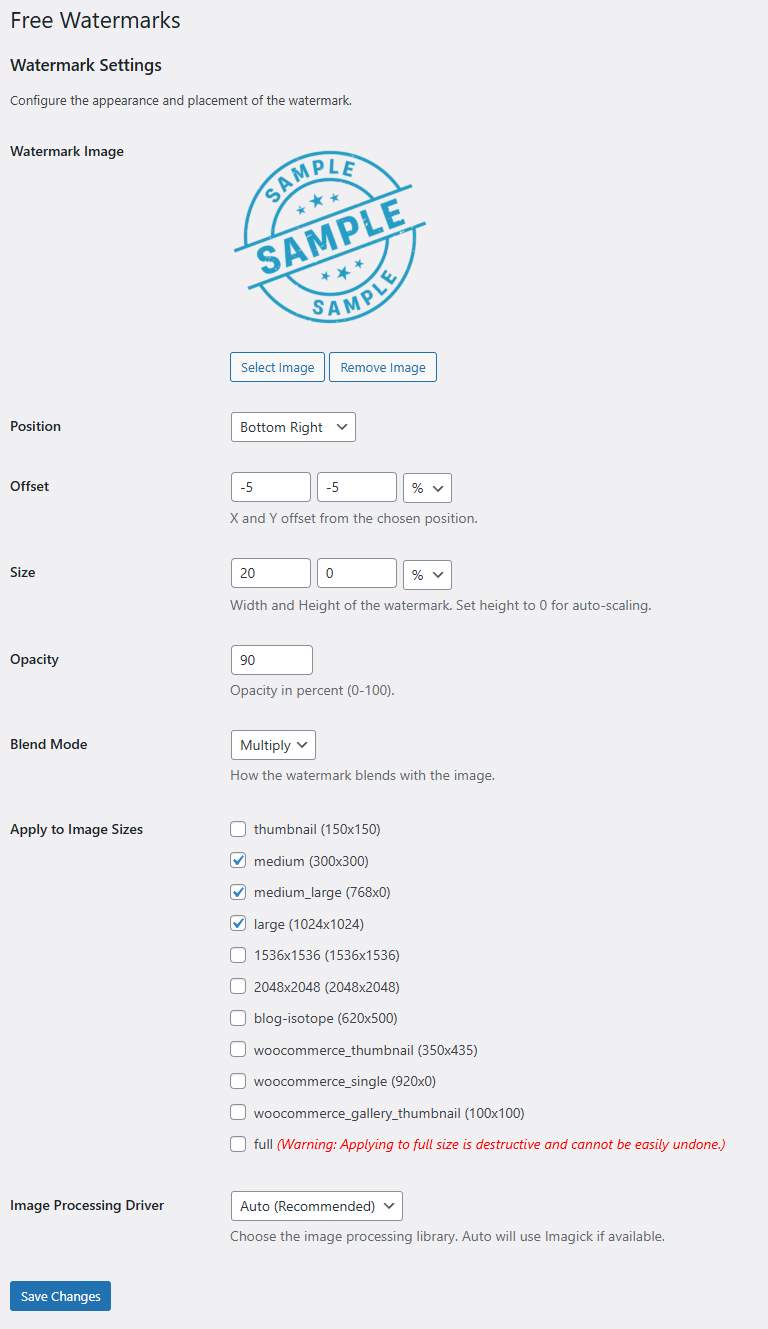 Free Watermarks
Watermark Settings
Configure the appearance and placement of the watermark.
Watermark Image
SAMPLE
SAMPLE
SAMPLE
Select Image Remove Image
Position Bottom Right
Offset -5 -5 %
X and Y offset from the chosen position.
Size 20 0 %
Width and Height of the watermark. Set height to 0 for auto-scaling.
Opacity 90
Opacity in percent (0-100).
Blend Mode Multiply
How the watermark blends with the image.
Apply to Image Sizes thumbnail (150x150)
medium (300x300)
medium_large (768x0)
large (1024x1024)
1536x1536 (1536x1536)
2048x2048 (2048x2048)
blog-isotope (620x500)
woocommerce_thumbnail (350x435)
woocommerce_single (920x0)
woocommerce_gallery_thumbnail (100x100)
full (Warning: Applying to full size is destructive and cannot be easily undone.)
Image Processing Driver Auto (Recommended)
Choose the image processing library. Auto will use Imagick if available.
Save Changes